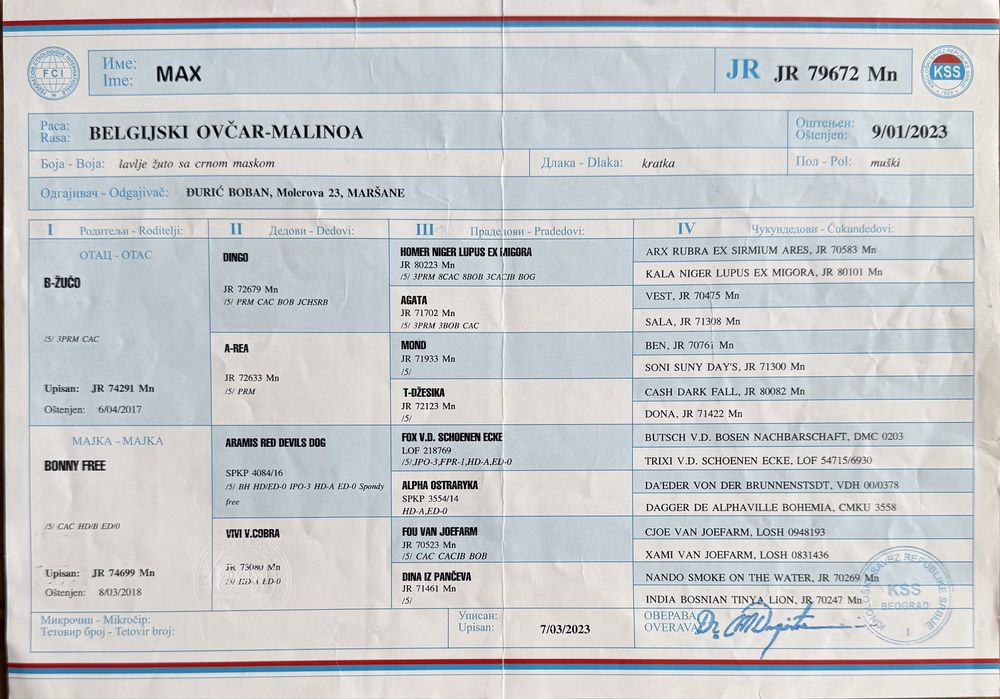 FCI
Име:
Ime: MAX
JR JR 79672 Mn
KSS
Раса:
Rasa: BELGIJSKI OVČAR-MALINOA
Оштењен:
Oštenjen: 9/01/2023
Боја - Boja: lavlje žuto sa crnom maskom
Длака - Dlaka: kratka
Пол - Pol: muški
Одгајивач - Odgajivač: ĐURIĆ BOBAN, Molerova 23, MARŠANE
I Родитељи - Roditelji:
II Дедови - Dedovi:
III Прадедови - Pradedovi:
IV Чукундедови - Čukundedovi:
ОТАЦ - OTAC
B-ŽUĆO
/5/ 3PRM CAC
Upisan: JR 74291 Mn
Oštenjen: 6/04/2017
МАЈКА - MAJKA
BONNY FREE
/5/ CAC HD/B ED/0
Upisan: JR 74699 Mn
Oštenjen: 8/03/2018
DINGO
JR 72679 Mn
/5/ PRM CAC BOB JCHSRB
A-REA
JR 72633 Mn
/5/ PRM
ARAMIS RED DEVILS DOG
SPKP 4084/16
/5/ BH HD/ED-0 IPO-3 HD-A ED-0 Spondy
free
VIVI V.COBRA
JR 73080 Mn
/5/ HD-A ED-0
HOMER NIGER LUPUS EX MIGORA
JR 80223 Mn
/5/ 3PRM 8CAC 8BOB 3CACIB BOG
AGATA
JR 71702 Mn
/5/ 3PRM 3BOB CAC
MOND
JR 71933 Mn
/5/
T-DŽESIKA
JR 72123 Mn
/5/
FOX V.D. SCHOENEN ECKE
LOF 218769
/5/,IPO-3,FPR-1,HD-A,ED-0
ALPHA OSTRARYKA
SPKP 3554/14
HD-A,ED-0
FOU VAN JOEFARM
JR 70523 Mn
/5/ CAC CACIB BOB
DINA IZ PANČEVA
JR 71461 Mn
/5/
ARX RUBRA EX SIRMIUM ARES, JR 70583 Mn
KALA NIGER LUPUS EX MIGORA, JR 80101 Mn
VEST, JR 70475 Mn
SALA, JR 71308 Mn
BEN, JR 70761 Mn
SONI SUNY DAY'S, JR 71300 Mn
CASH DARK FALL, JR 80082 Mn
DONA, JR 71422 Mn
BUTSCH V.D. BOSEN NACHBARSCHAFT, DMC 0203
TRIXI V.D. SCHOENEN ECKE, LOF 54715/6930
DA'EDER VON DER BRUNNENSTSDT, VDH 00/0378
DAGGER DE ALPHAVILLE BOHEMIA, CMKU 3558
CJOE VAN JOEFARM, LOSH 0948193
XAMI VAN JOEFARM, LOSH 0831436
NANDO SMOKE ON THE WATER, JR 70269 Mn
INDIA BOSNIAN TINYA LION, JR 70247 Mn
Микрочип - Mikročip:
Тетовир број - Tetovir broj:
Уписан:
Upisan: 7/03/2023
ОВЕРАВА
OVERAVA
KINOLOŠKI SAVEZ REPUBLIKE SRBIJE
KSS
BEOGRAD
1